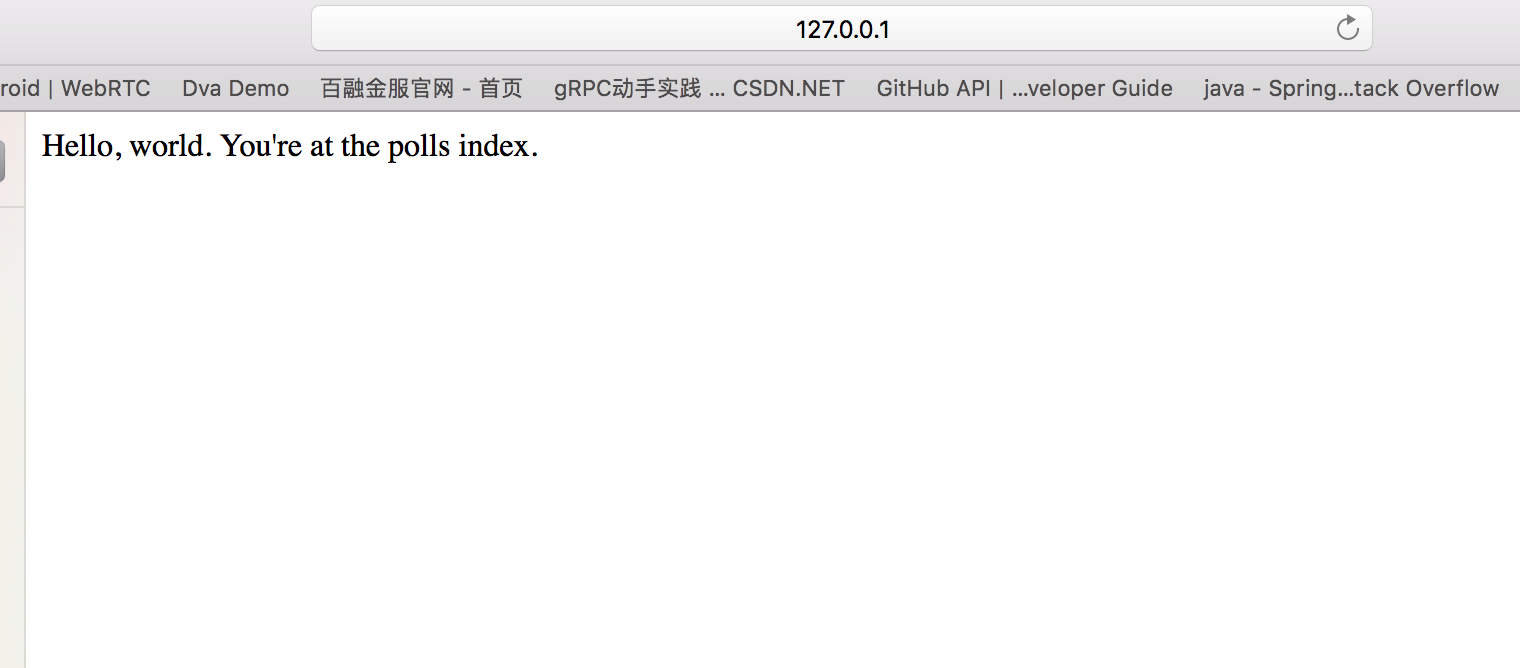 127.0.0.1
roid | WebRTC Dva Demo 百融金服官网 - 首页 gRPC动手实践 ... CSDN.NET GitHub API | ...veloper Guide java - Spring...tack Overflow
Hello, world. You're at the polls index.